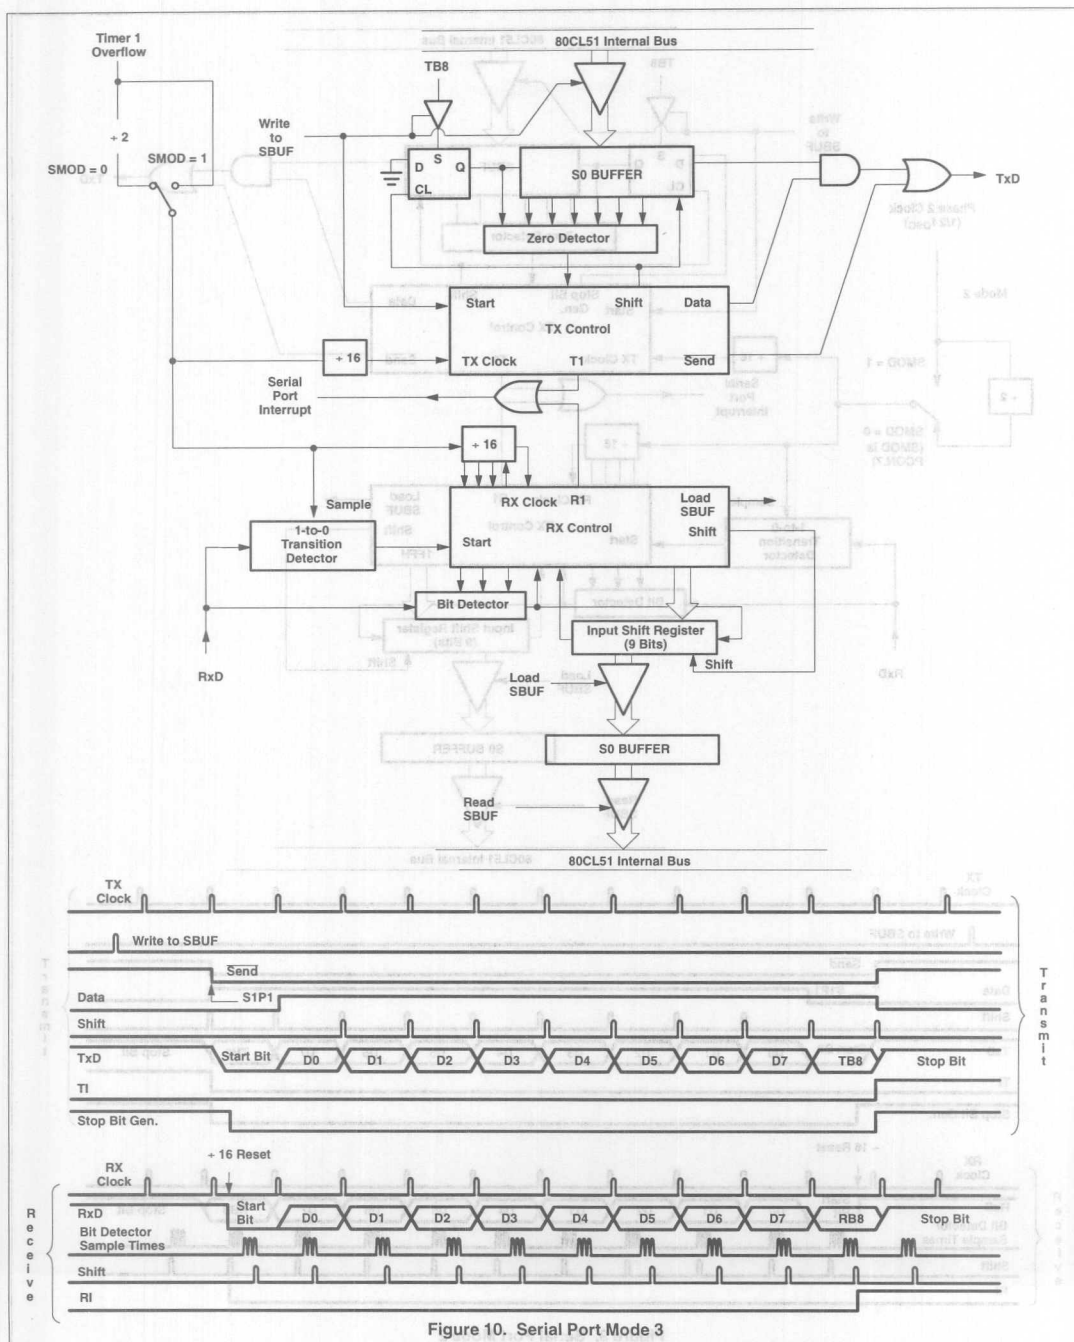 Timer 1
Overflow
80CL51 Internal Bus
TB8
Write
to
SBUF
÷ 2
SMOD = 1
SMOD = 0
S
D
Q
CL
S0 BUFFER
TxD
Zero Detector
Start
Shift
Data
TX Control
÷ 16
TX Clock
T1
Send
Serial
Port
Interrupt
÷ 16
Sample
RX Clock
R1
Load
SBUF
RX Control
Shift
1-to-0
Transition
Detector
Start
Bit Detector
Input Shift Register
(9 Bits)
RxD
Load
SBUF
Shift
S0 BUFFER
Read
SBUF
80CL51 Internal Bus
TX
Clock
Write to SBUF
Send
Data
S1P1
Shift
TxD
Start Bit
D0
D1
D2
D3
D4
D5
D6
D7
TB8
Stop Bit
TI
Stop Bit Gen.
Transmit
÷ 16 Reset
RX
Clock
RxD
Start
Bit
D0
D1
D2
D3
D4
D5
D6
D7
RB8
Stop Bit
Bit Detector
Sample Times
Shift
RI
Receive
Figure 10. Serial Port Mode 3